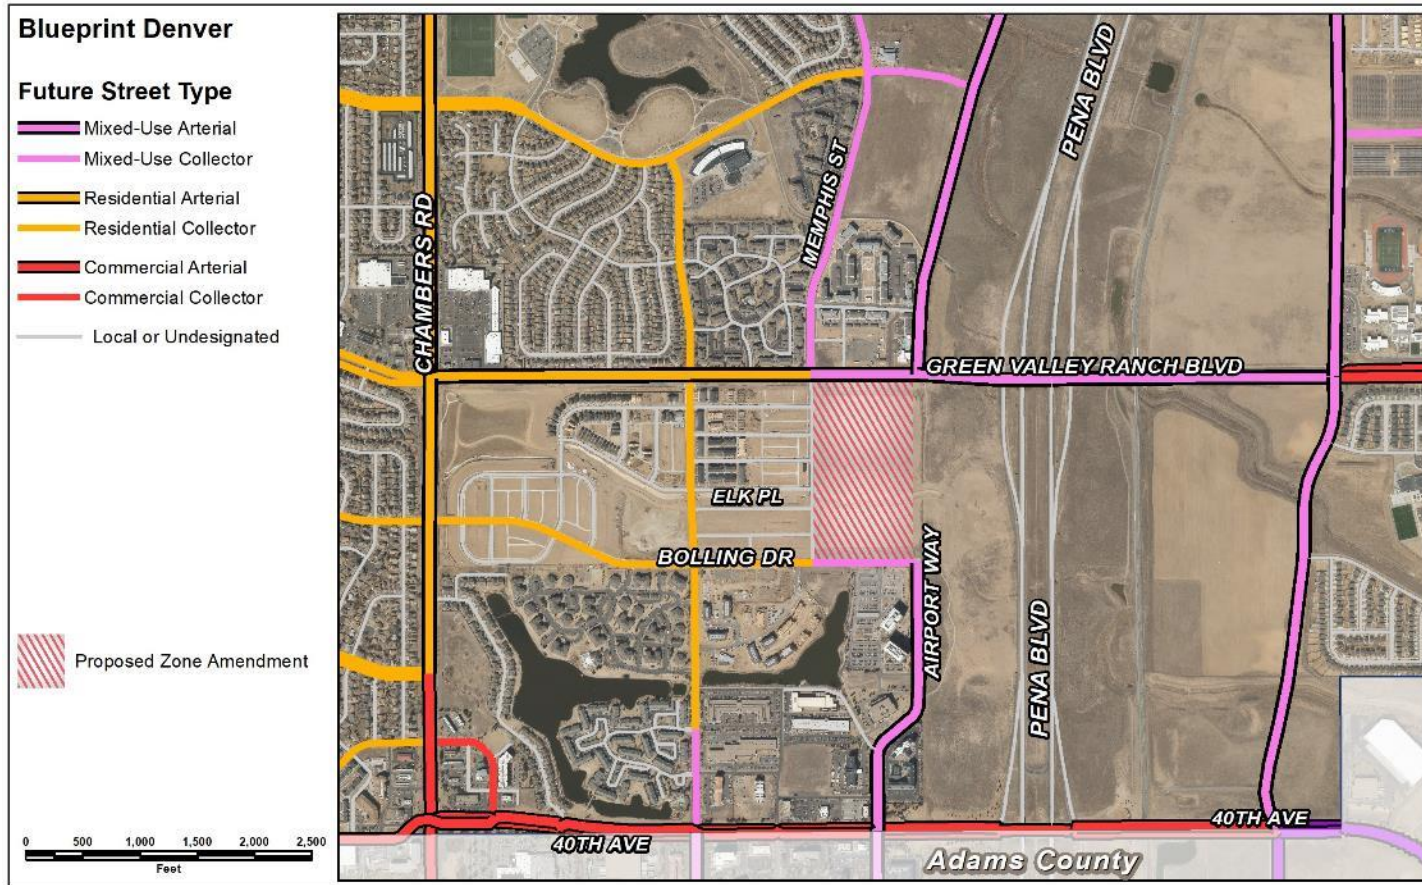 Blueprint Denver
Future Street Type
Mixed-Use Arterial
Mixed-Use Collector
Residential Arterial
Residential Collector
Commercial Arterial
Commercial Collector
Local or Undesignated
Proposed Zone Amendment
0 500 1,000 1,500 2,000 2,500
Feet
PENA BLVD
MEMPHIS ST
CHAMBERS RD
GREEN VALLEY RANCH BLVD
ELK PL
BOLLING DR
AIRPORT WAY
PENA BLVD
40TH AVE
40TH AVE
Adams County